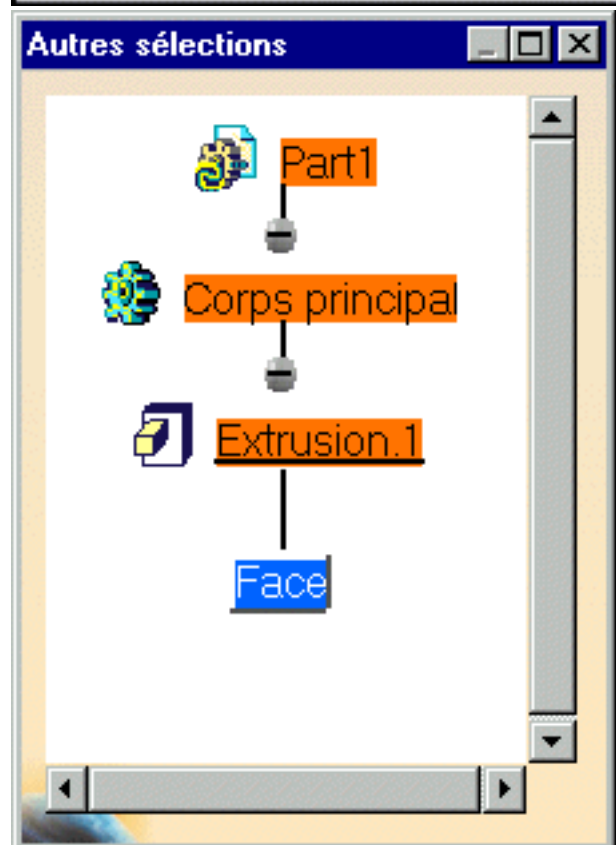 Autres sélections
Part1
Corps principal
Extrusion.1
Face